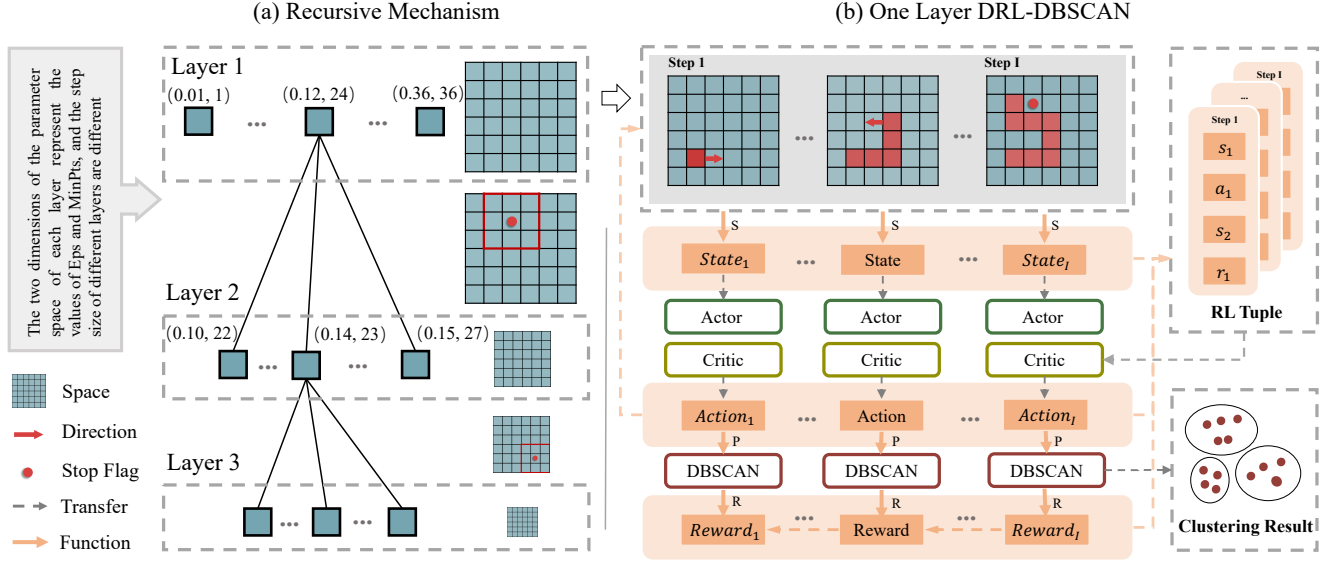 (a) Recursive Mechanism
(b) One Layer DRL-DBSCAN
The two dimensions of the parameter
space of each layer represent the
values of Eps and MinPts, and the step
size of different layers are different
Layer 1
(0.01, 1)
(0.12, 24)
(0.36, 36)
...
...
Layer 2
(0.10, 22)
(0.14, 23)
(0.15, 27)
...
...
Layer 3
...
...
Space
Direction
Stop Flag
Transfer
Function
Step 1
Step I
...
...
S
S
S
State₁
...
State
...
State_I
Actor
Actor
Actor
Critic
Critic
Critic
Action₁
...
Action
...
Action_I
P
P
P
DBSCAN
DBSCAN
DBSCAN
R
R
R
Reward₁
...
Reward
...
Reward_I
Step I
...
Step 1
s₁
a₁
s₂
r₁
RL Tuple
Clustering Result